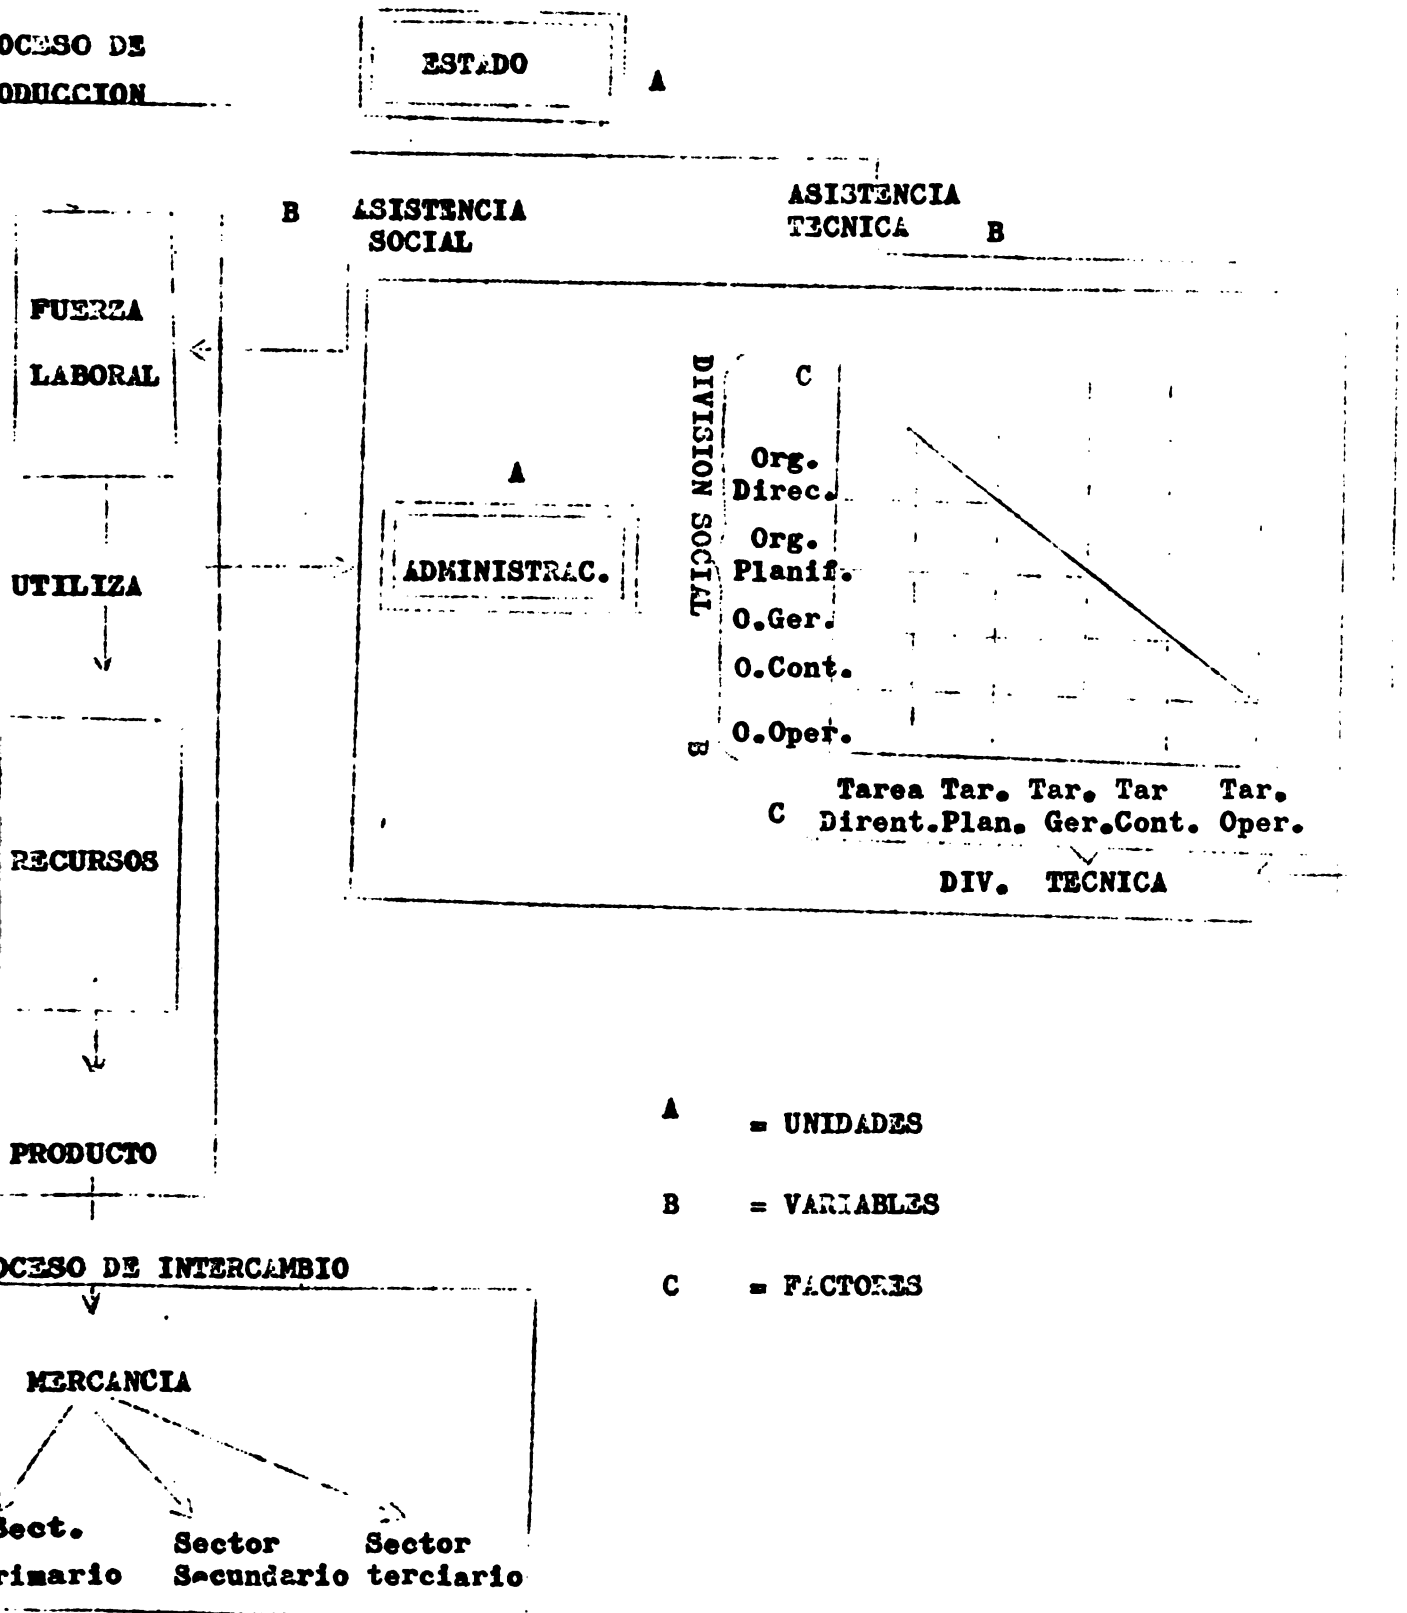 OCESO DE
ODUCCION
ESTADO
A
B
ASISTENCIA
SOCIAL
ASISTENCIA
TECNICA
B
FUERZA
LABORAL
UTILIZA
RECURSOS
PRODUCTO
A
ADMINISTRAC.
DIVISION SOCIAL
B
C
Org.
Direc.
Org.
Planif.
O.Ger.
O.Cont.
O.Oper.
Tarea Tar. Tar. Tar Tar.
C Dirent.Plan. Ger.Cont. Oper.
DIV. TECNICA
A = UNIDADES
B = VARIABLES
C = FACTORES
OCESO DE INTERCAMBIO
MERCANCIA
Sect.
rimario
Sector
Secundario
Sector
terciario